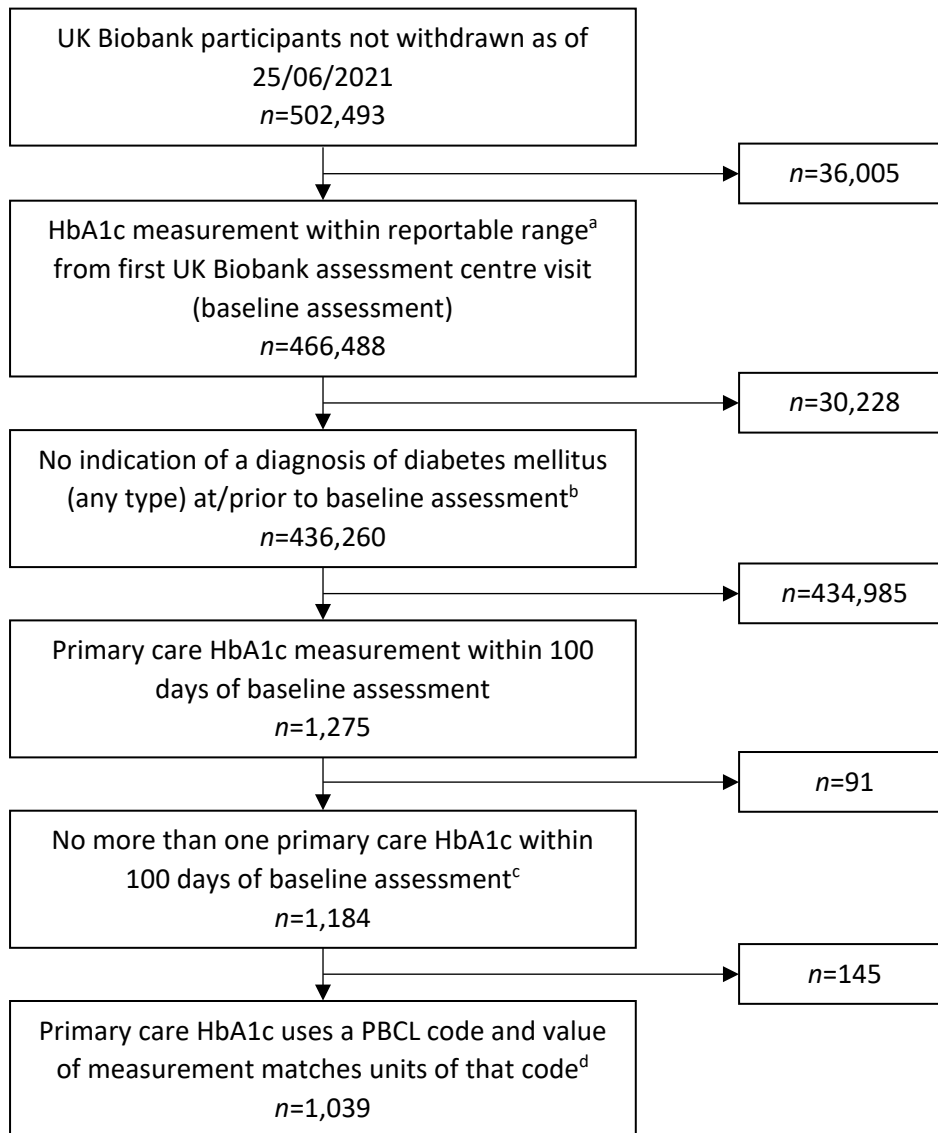 UK Biobank participants not withdrawn as of
25/06/2021
n=502,493
n=36,005
HbA1c measurement within reportable rangeᵃ
from first UK Biobank assessment centre visit
(baseline assessment)
n=466,488
n=30,228
No indication of a diagnosis of diabetes mellitus
(any type) at/prior to baseline assessmentᵇ
n=436,260
n=434,985
Primary care HbA1c measurement within 100
days of baseline assessment
n=1,275
n=91
No more than one primary care HbA1c within
100 days of baseline assessmentᶜ
n=1,184
n=145
Primary care HbA1c uses a PBCL code and value
of measurement matches units of that codeᵈ
n=1,039